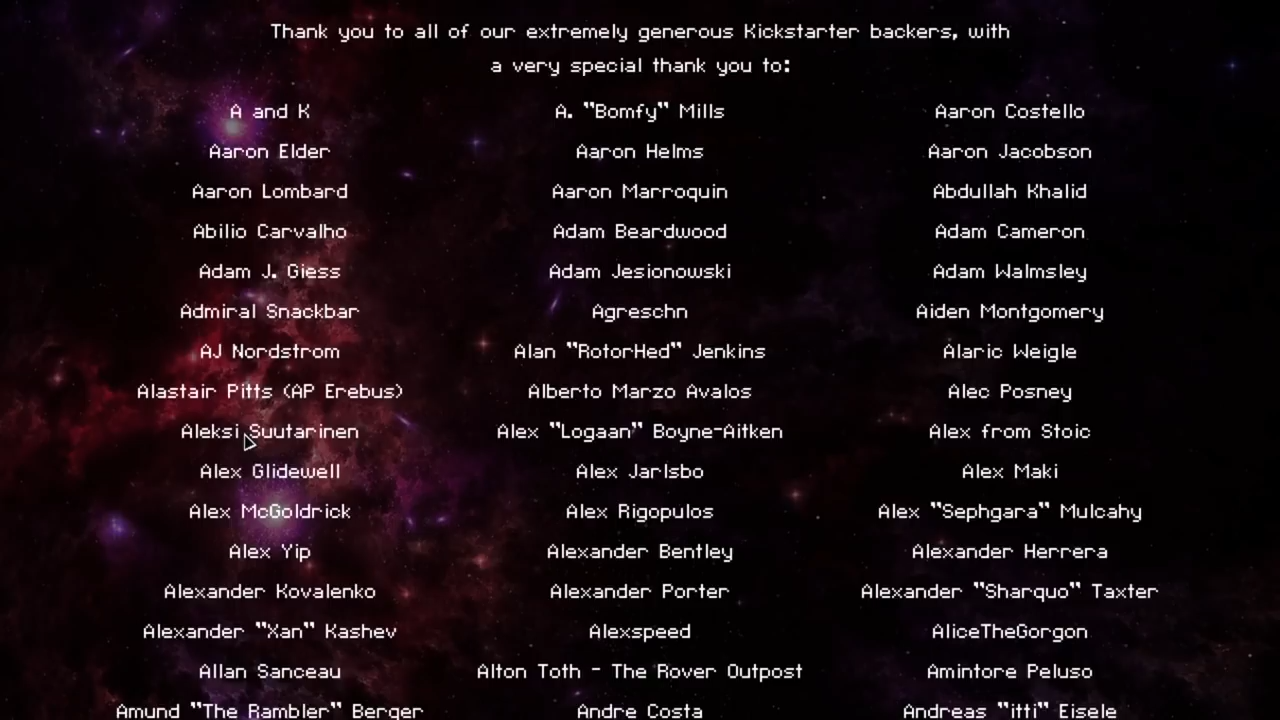 Thank you to all of our extremely generous Kickstarter backers, with
a very special thank you to:
A and K A. "Bomfy" Mills Aaron Costello
Aaron Elder Aaron Helms Aaron Jacobson
Aaron Lombard Aaron Marroquin Abdullah Khalid
Abilio Carvalho Adam Beardwood Adam Cameron
Adam J. Giess Adam Jesionowski Adam Walmsley
Admiral Snackbar Agreschn Aiden Montgomery
AJ Nordstrom Alan "RotorHed" Jenkins Alaric Weigle
Alastair Pitts (AP Erebus) Alberto Marzo Avalos Alec Posney
Aleksi Suutarinen Alex "Logaan" Boyne-Aitken Alex from Stoic
Alex Glidewell Alex Jarlsbo Alex Maki
Alex McGoldrick Alex Rigopulos Alex "Sephgara" Mulcahy
Alex Yip Alexander Bentley Alexander Herrera
Alexander Kovalenko Alexander Porter Alexander "Sharquo" Taxter
Alexander "Xan" Kashev Alexspeed AliceTheGorgon
Allan Sanceau Alton Toth - The Rover Outpost Amintore Peluso
Amund "The Rambler" Berger Andre Costa Andreas "itti" Eisele